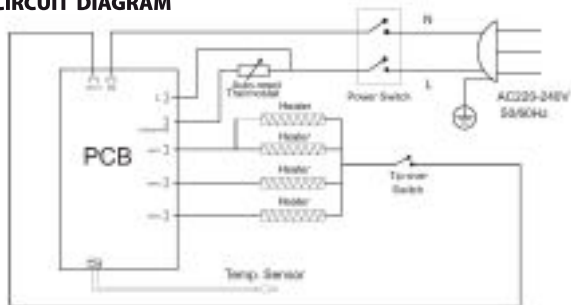 CIRCUIT DIAGRAM
N
Auto-reset
Thermostat
Power Switch
L
AC220-240V
50/60Hz
Heater
Heater
PCB
Heater
Tip-over
Switch
Heater
Temp. Sensor